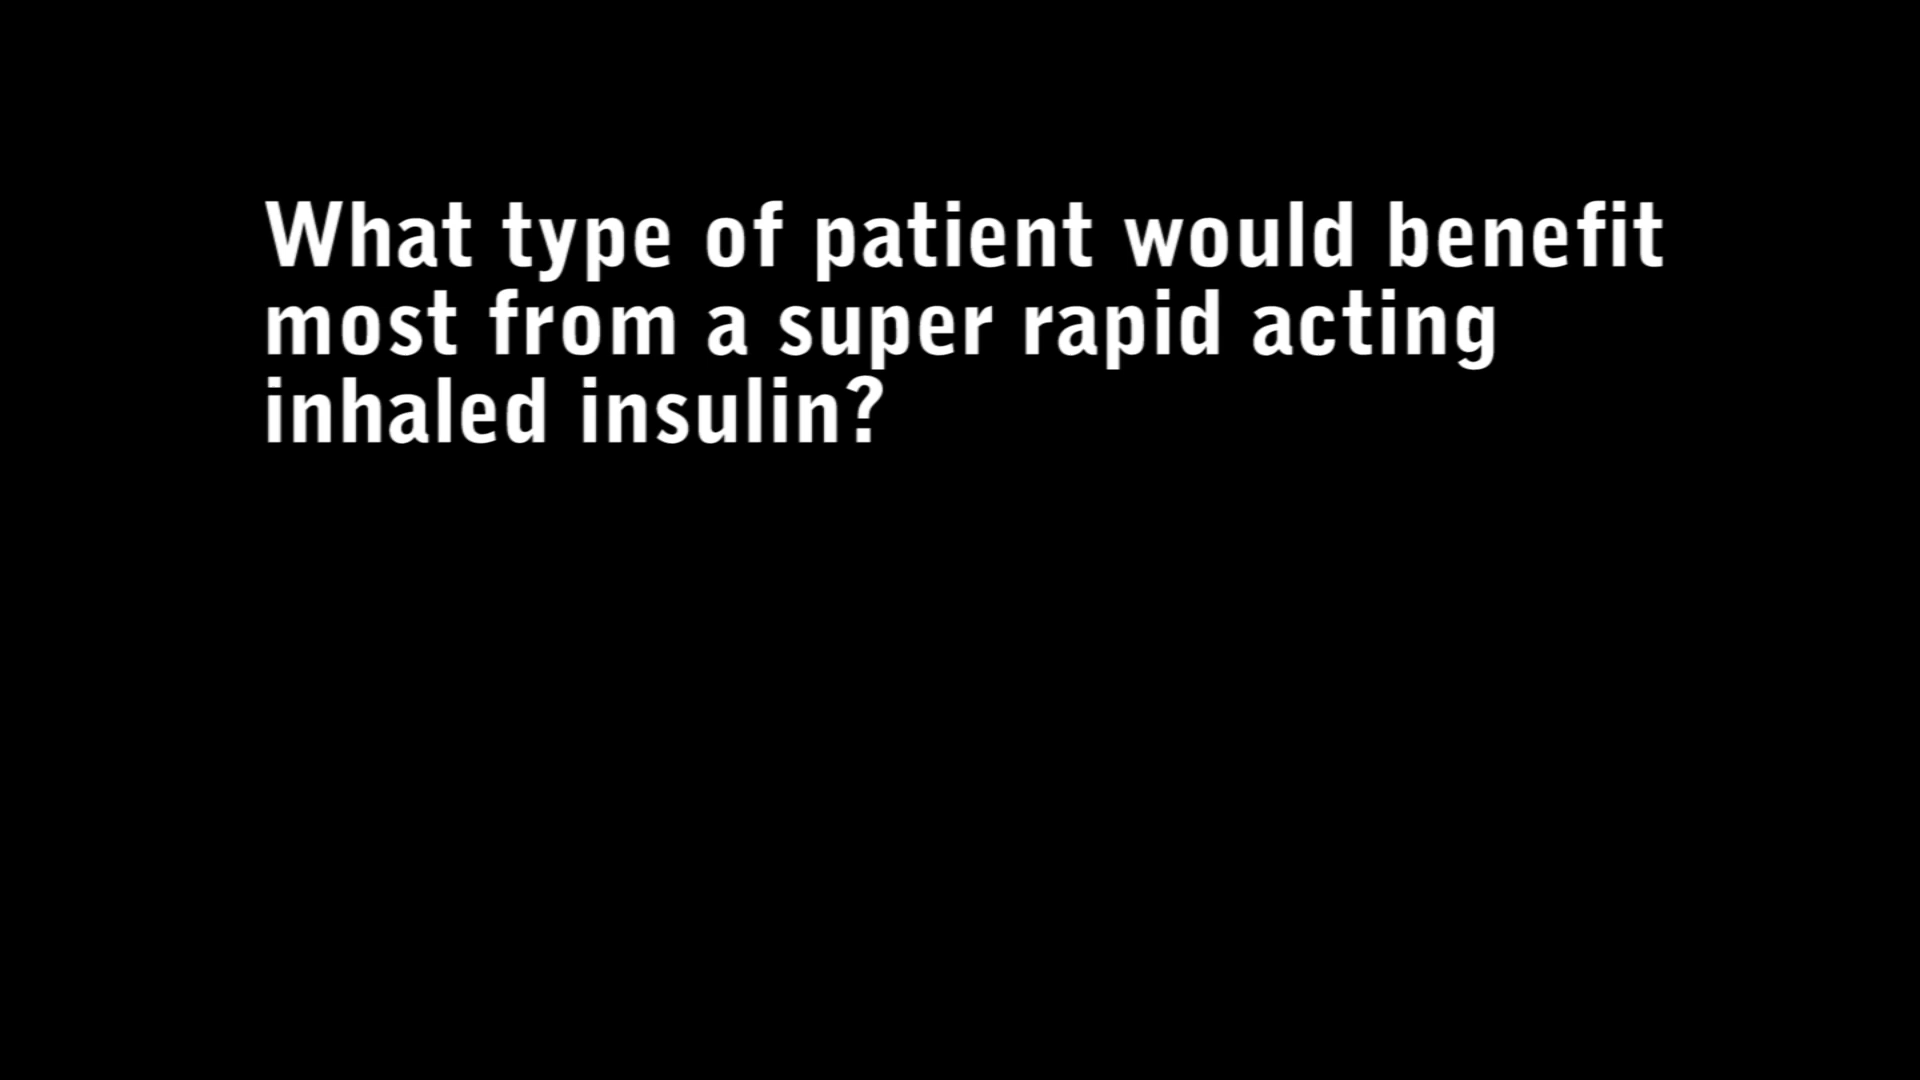 What type of patient would benefit
most from a super rapid acting
inhaled insulin?